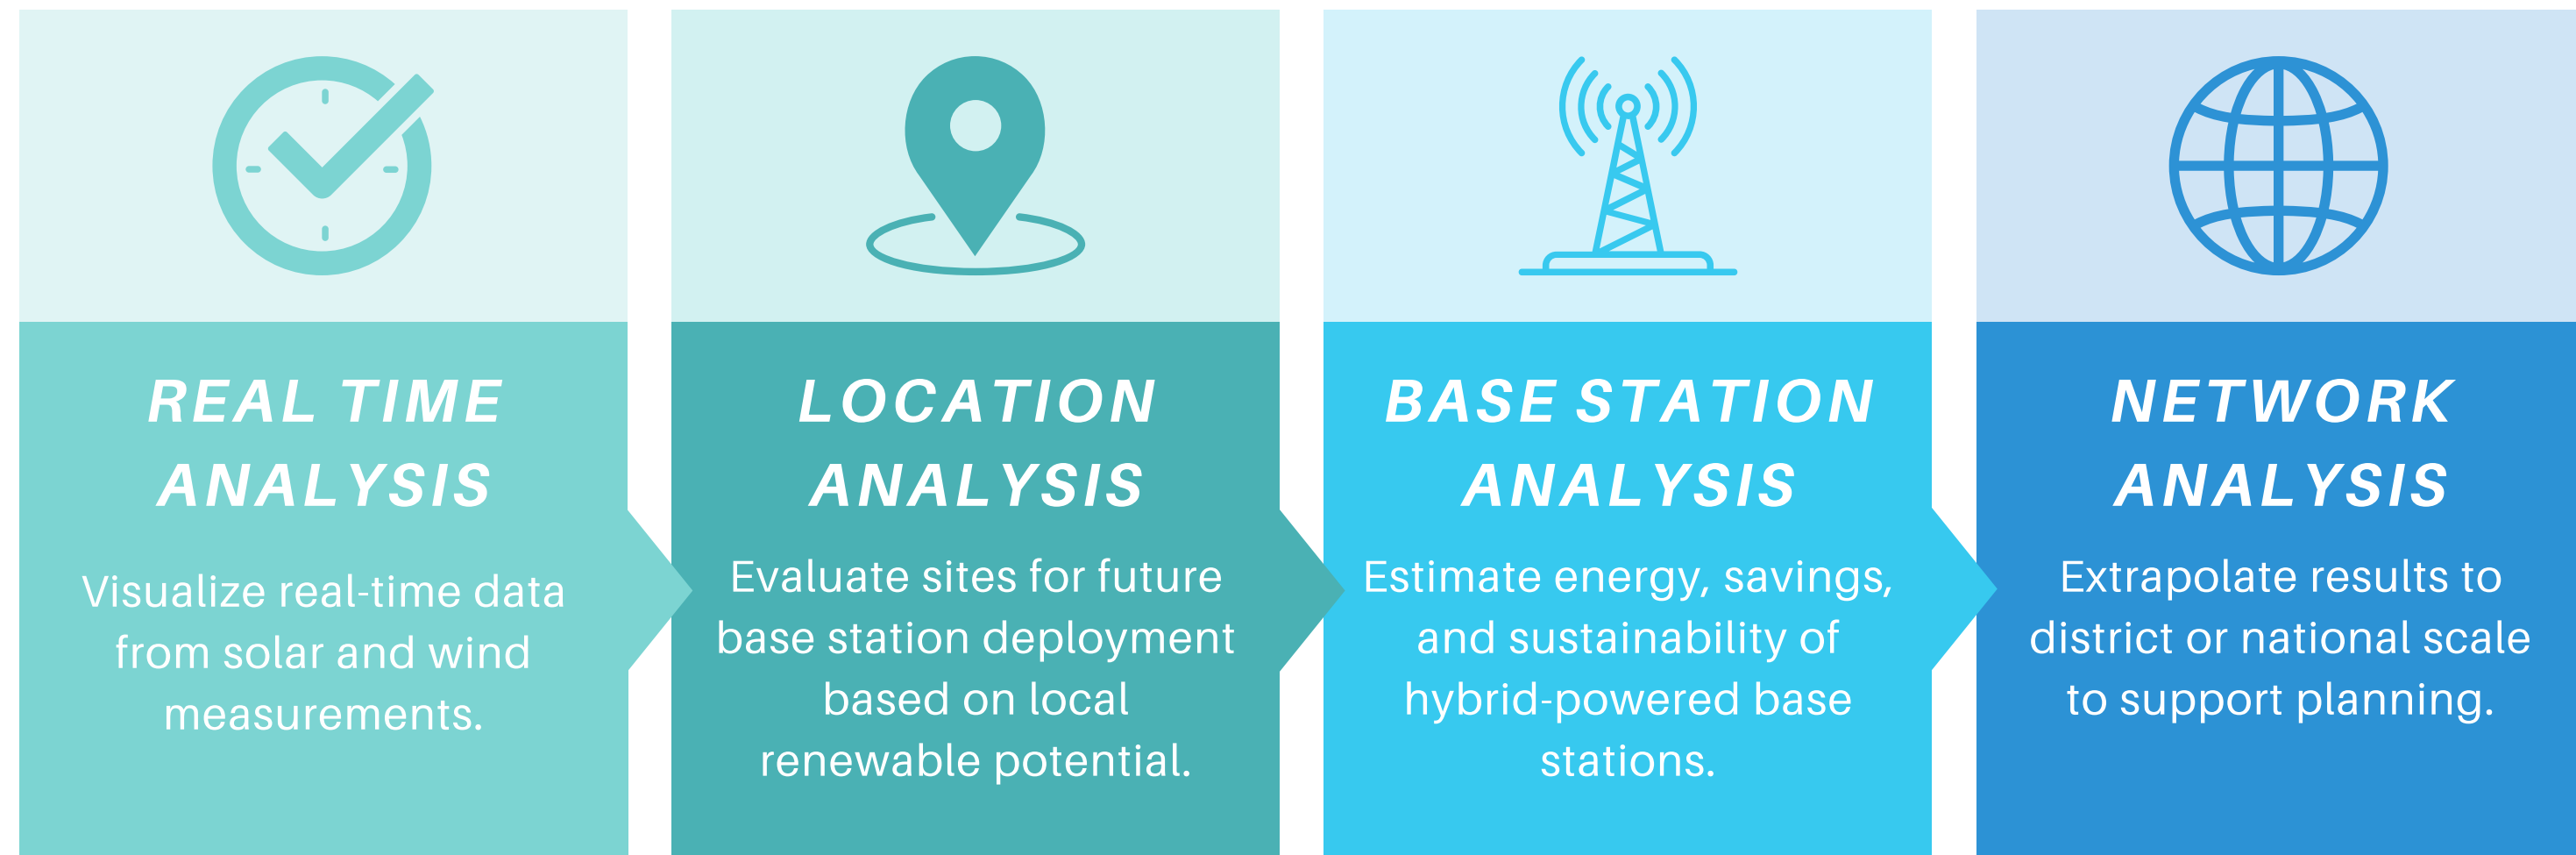 REAL TIME
ANALYSIS
Visualize real-time data
from solar and wind
measurements.
LOCATION
ANALYSIS
Evaluate sites for future
base station deployment
based on local
renewable potential.
BASE STATION
ANALYSIS
Estimate energy, savings,
and sustainability of
hybrid-powered base
stations.
NETWORK
ANALYSIS
Extrapolate results to
district or national scale
to support planning.